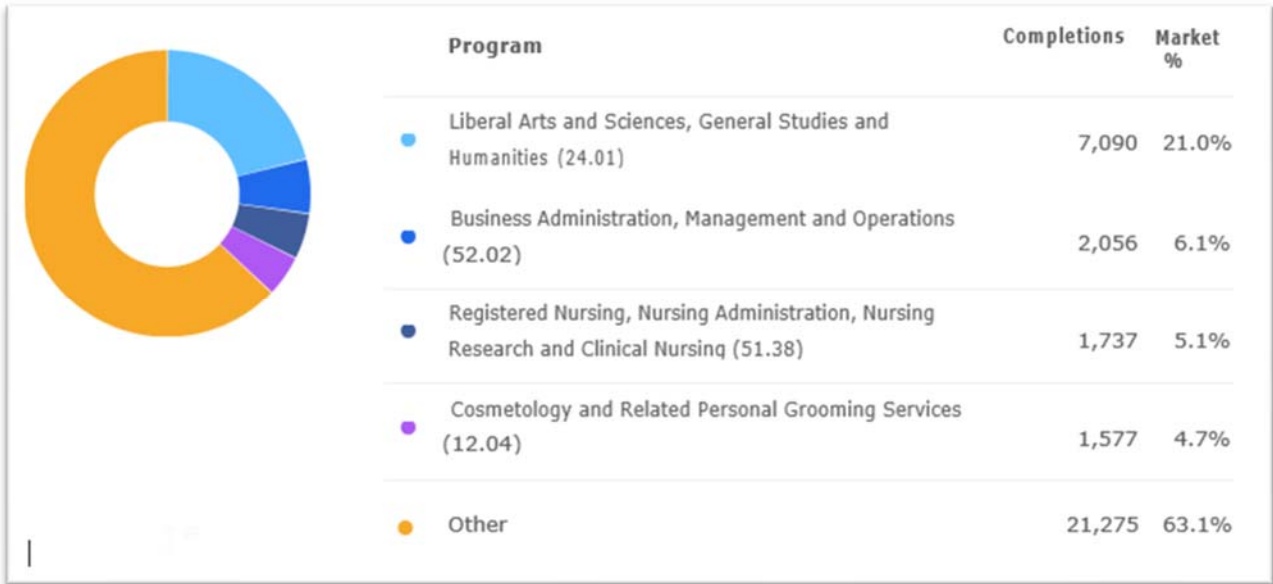 Program Completions Market
%
Liberal Arts and Sciences, General Studies and
Humanities (24.01) 7,090 21.0%
Business Administration, Management and Operations
(52.02) 2,056 6.1%
Registered Nursing, Nursing Administration, Nursing
Research and Clinical Nursing (51.38) 1,737 5.1%
Cosmetology and Related Personal Grooming Services
(12.04) 1,577 4.7%
Other 21,275 63.1%